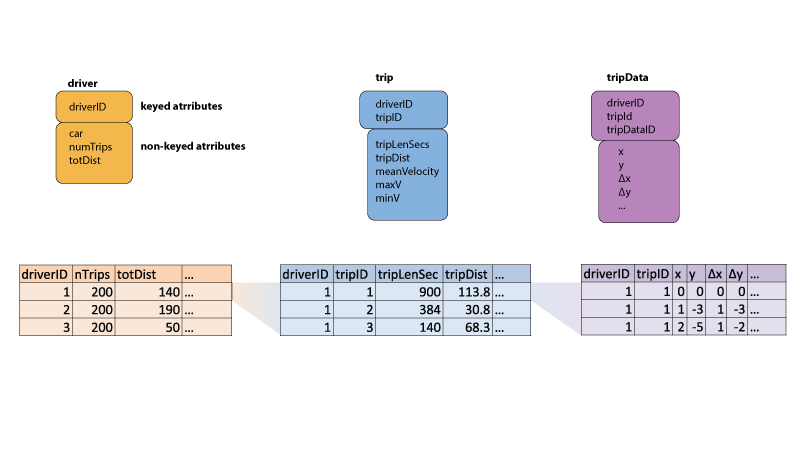 driver
driverID
keyed atrributes
car
numTrips
totDist
non-keyed atrributes
trip
driverID
tripID
tripLenSecs
tripDist
meanVelocity
maxV
minV
tripData
driverID
tripId
tripDataID
x
y
Δx
Δy
...
driverID nTrips totDist ...
1 200 140 ...
2 200 190 ...
3 200 50 ...
driverID tripID tripLenSec tripDist ...
1 1 900 113.8 ...
1 2 384 30.8 ...
1 3 140 68.3 ...
driverID tripID x y Δx Δy ...
1 1 0 0 0 0 ...
1 1 1 -3 1 -3 ...
1 1 2 -5 1 -2 ...